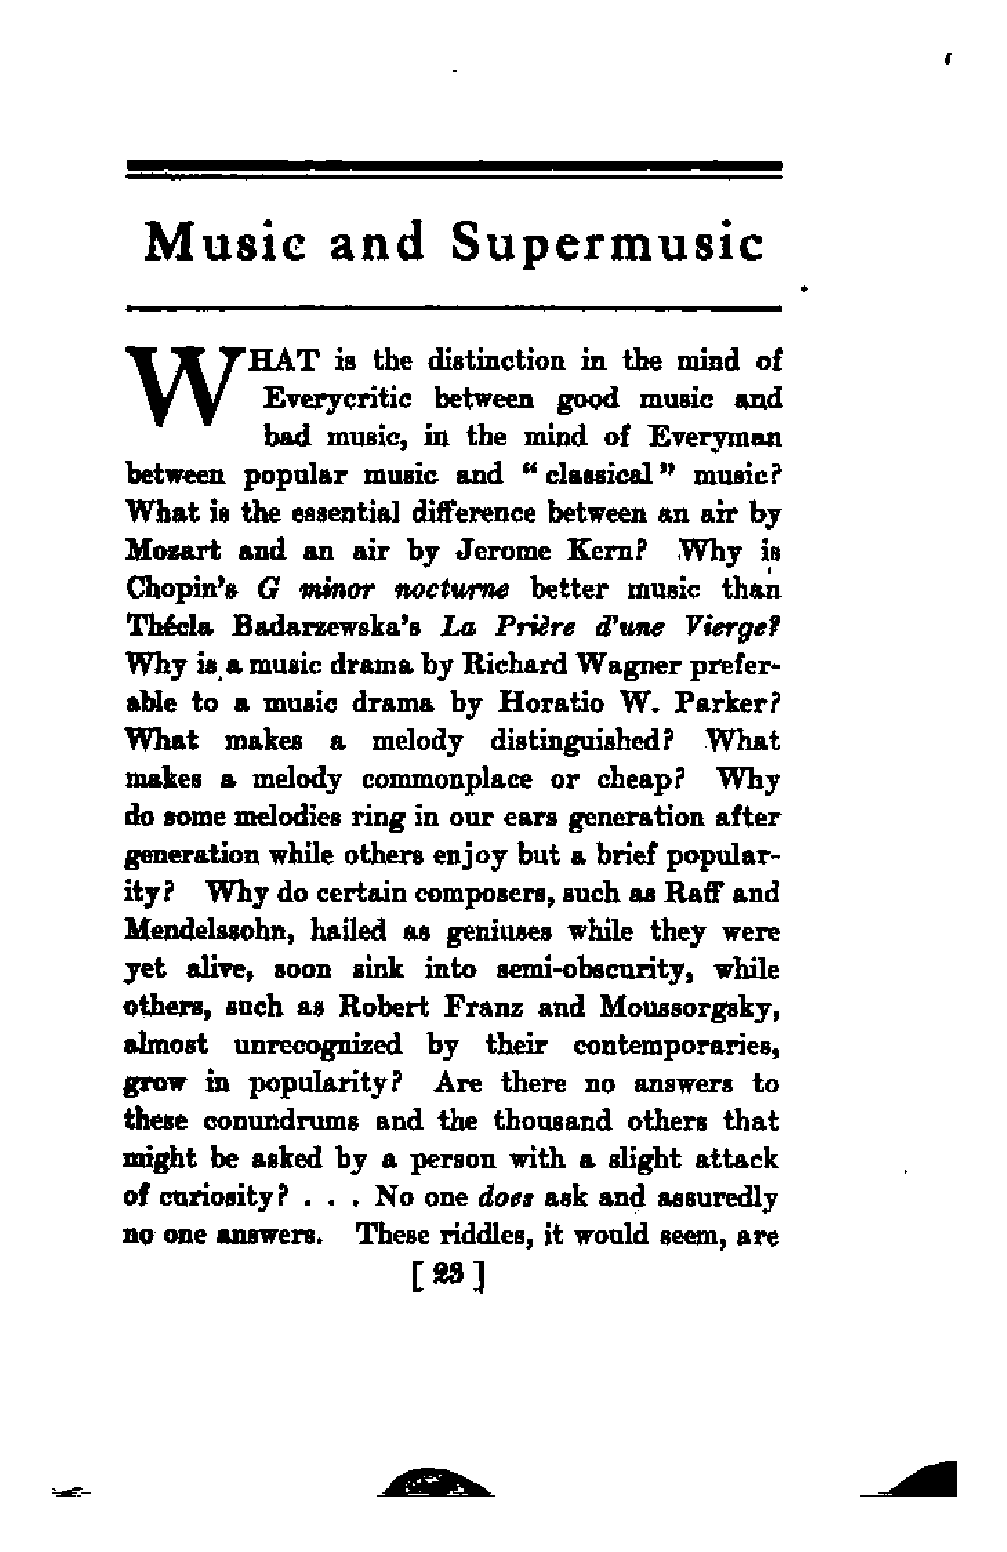 Music and Supermusic
WHAT is the distinction in the mind of
Everycritic between good music and
bad music, in the mind of Everyman
between popular music and “classical” music?
What is the essential difference between an air by
Mozart and an air by Jerome Kern? Why is
Chopin's G minor nocturne better music than
Thécla Badarzewska's La Prière d'une Vierge?
Why is a music drama by Richard Wagner prefer-
able to a music drama by Horatio W. Parker?
What makes a melody distinguished? What
makes a melody commonplace or cheap? Why
do some melodies ring in our ears generation after
generation while others enjoy but a brief popular-
ity? Why do certain composers, such as Raff and
Mendelssohn, hailed as geniuses while they were
yet alive, soon sink into semi-obscurity, while
others, such as Robert Franz and Moussorgsky,
almost unrecognized by their contemporaries,
grow in popularity? Are there no answers to
these conundrums and the thousand others that
might be asked by a person with a slight attack
of curiosity? . . . No one does ask and assuredly
no one answers. These riddles, it would seem, are
[23]